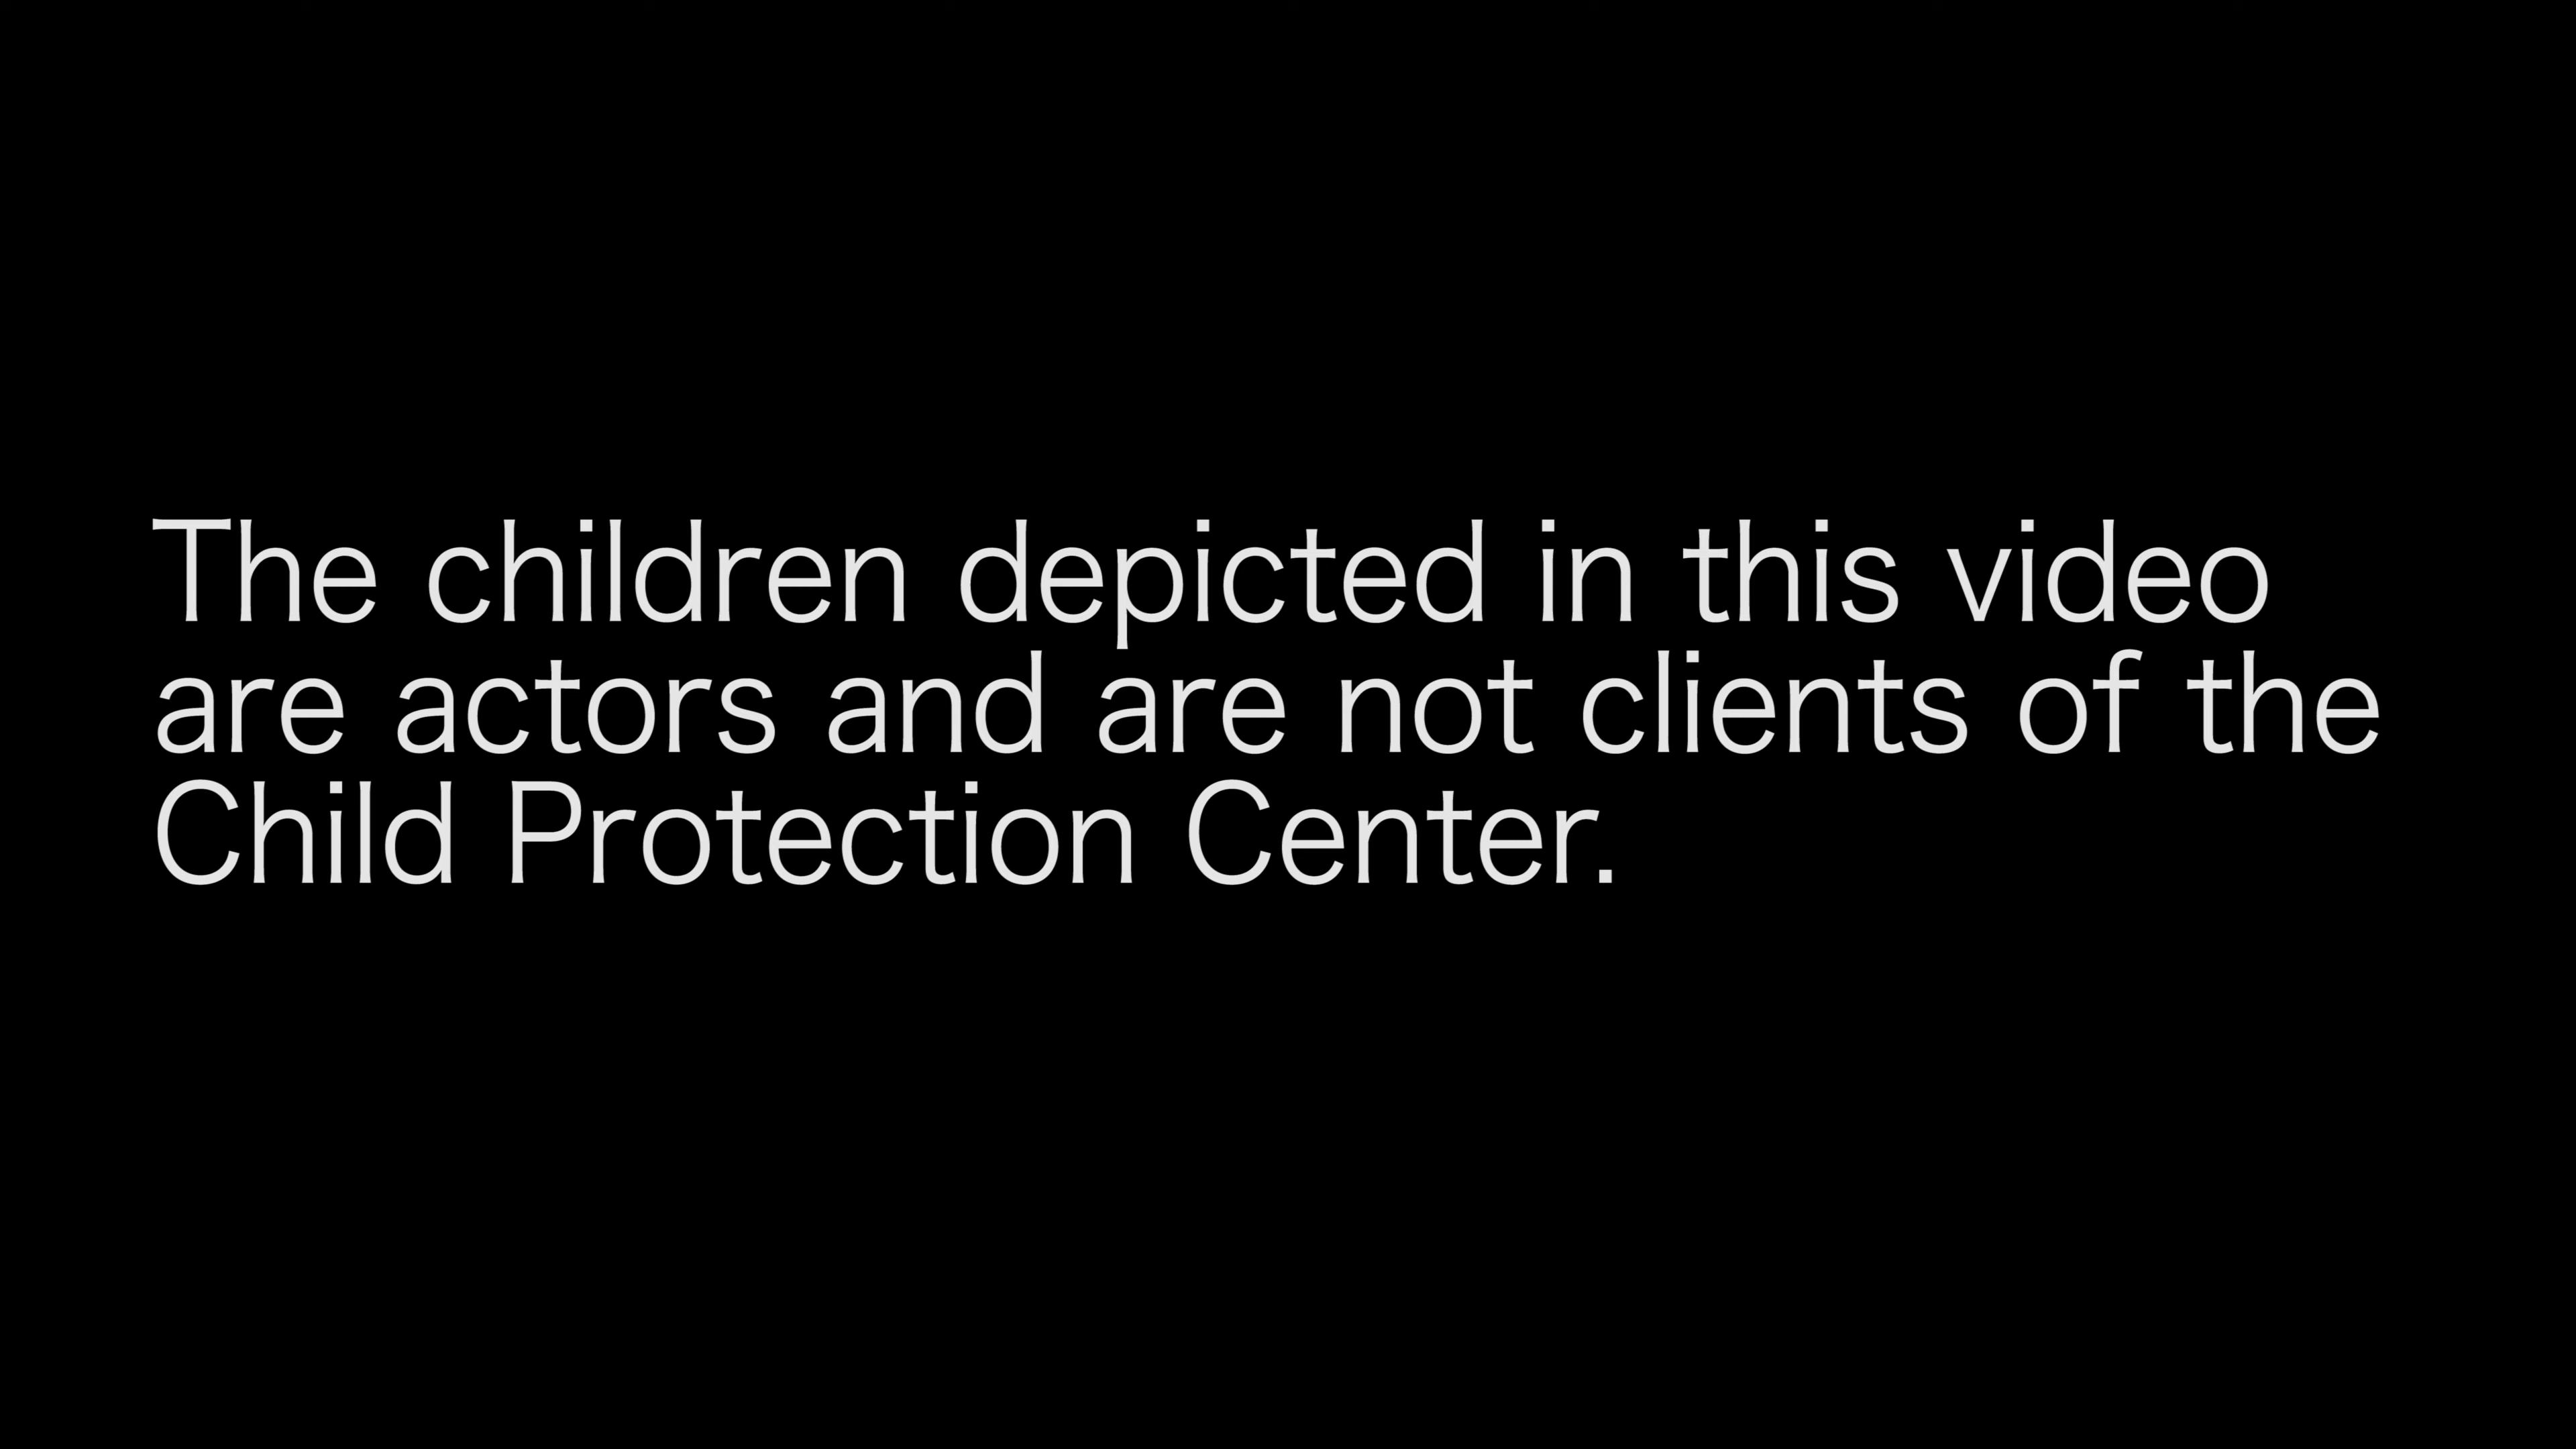 The children depicted in this video
are actors and are not clients of the
Child Protection Center.